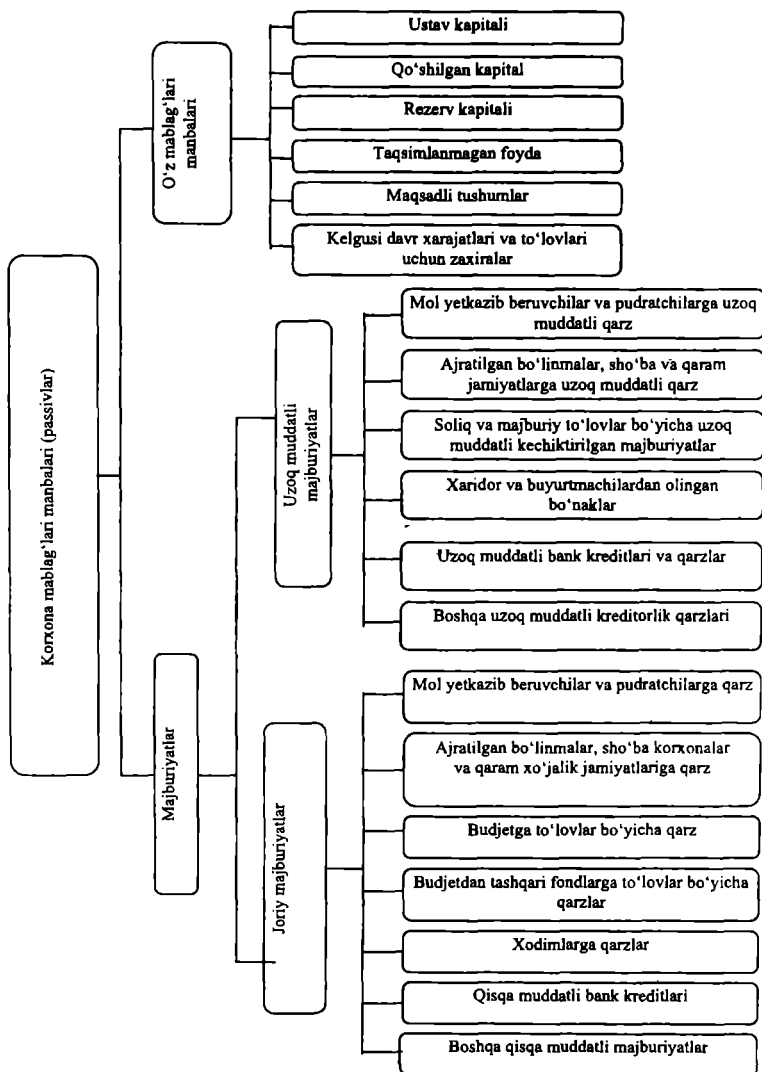 Korxona mablag‘lari manbalari (passivlar)
O‘z mablag‘lari
manbalari
Ustav kapitali
Qo‘shilgan kapital
Rezerv kapitali
Taqsimlanmagan foyda
Maqsadli tushumlar
Kelgusi davr xarajatlari va to‘lovlari
uchun zaxiralar
Majburiyatlar
Uzoq muddatli
majburiyatlar
Mol yetkazib beruvchilar va pudratchilarga uzoq
muddatli qarz
Ajratilgan bo‘linmalar, sho‘ba va qaram
jamiyatlarga uzoq muddatli qarz
Soliq va majburiy to‘lovlar bo‘yicha uzoq
muddatli kechiktirilgan majburiyatlar
Xaridor va buyurtmachilardan olingan
bo‘naklar
Uzoq muddatli bank kreditlari va qarzlar
Boshqa uzoq muddatli kreditorlik qarzlari
Joriy majburiyatlar
Mol yetkazib beruvchilar va pudratchilarga qarz
Ajratilgan bo‘linmalar, sho‘ba korxonalar
va qaram xo‘jalik jamiyatlariga qarz
Budjetga to‘lovlar bo‘yicha qarz
Budjetdan tashqari fondlarga to‘lovlar bo‘yicha
qarzlar
Xodimlarga qarzlar
Qisqa muddatli bank kreditlari
Boshqa qisqa muddatli majburiyatlar